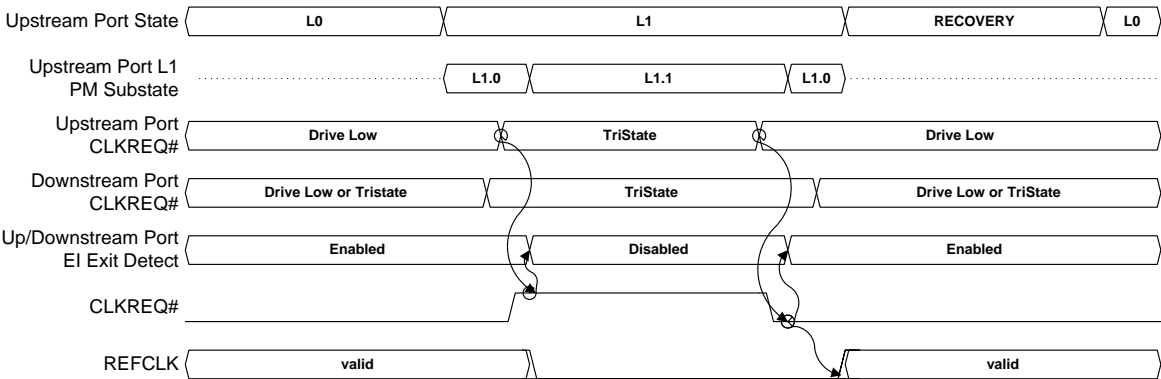 Upstream Port State L0 L1 RECOVERY L0
Upstream Port L1
PM Substate
L1.0 L1.1 L1.0
Upstream Port
CLKREQ#
Drive Low TriState Drive Low
Downstream Port
CLKREQ#
Drive Low or Tristate TriState Drive Low or TriState
Up/Downstream Port
EI Exit Detect
Enabled Disabled Enabled
CLKREQ#
REFCLK valid valid